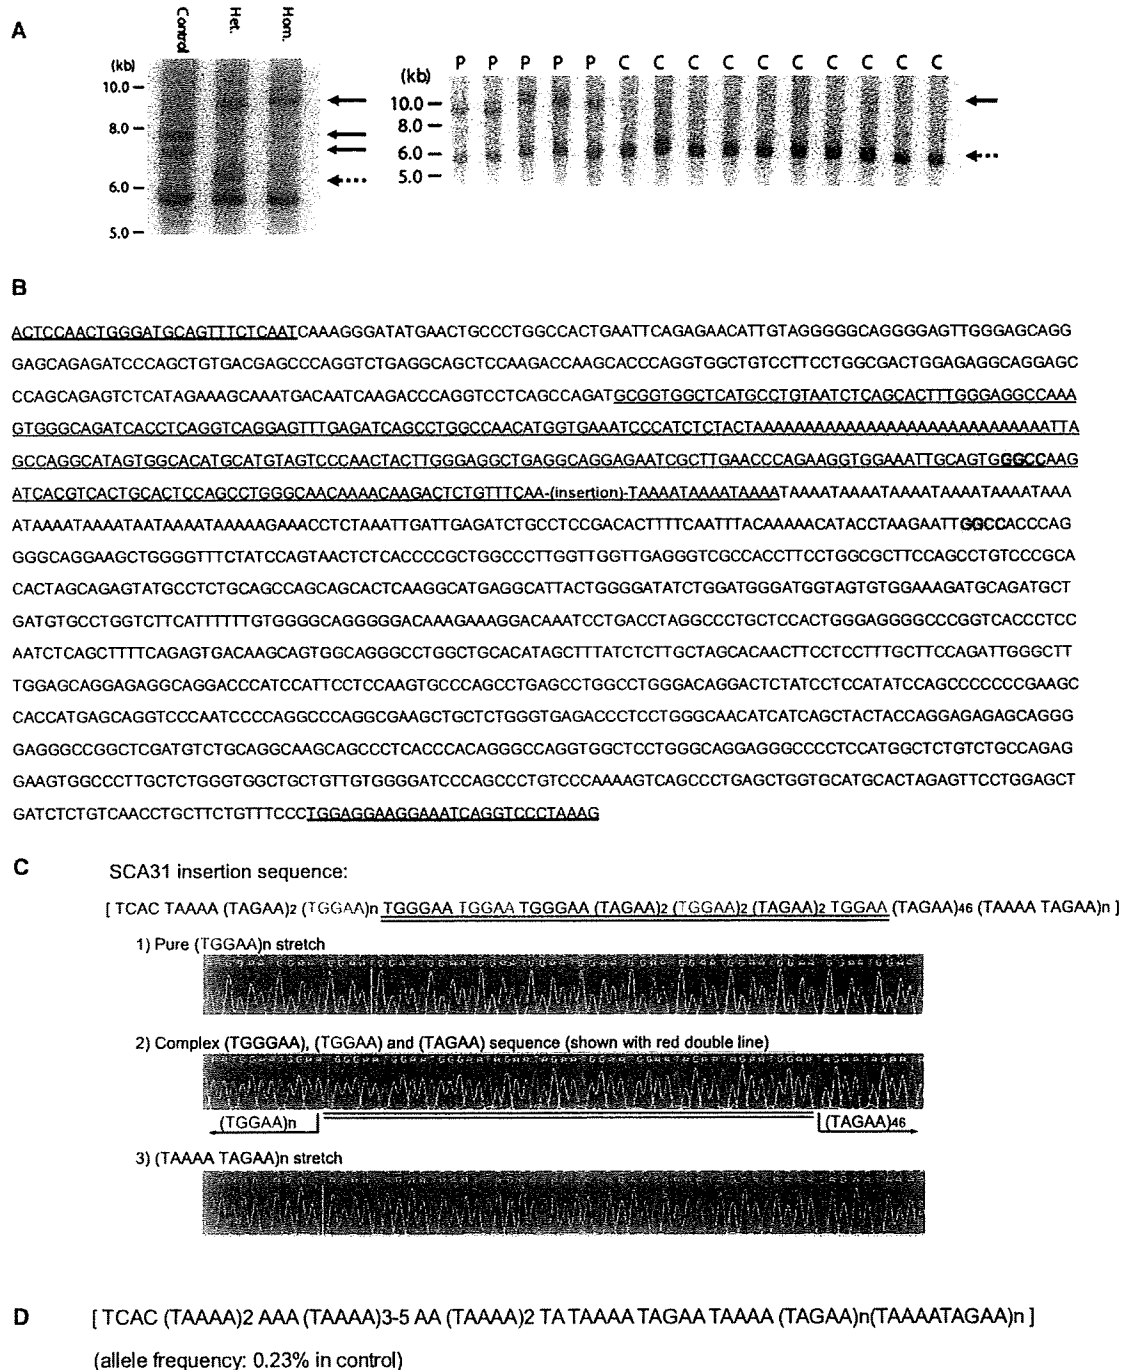 A
Control
Het.
Hom.
(kb)
10.0
8.0
6.0
5.0
P P P P P C C C C C C C C C C
(kb)
10.0
8.0
6.0
5.0
B
ACTCCAACTGGGATGCAGTTTCTCAATCAAAGGGATATGAACTGCCCTGGCCACTGAATTCAGAGAACATTGTAGGGGGCAGGGGAGTTGGGAGCAGG
GAGCAGAGATCCCAGCTGTGACGAGCCCAGGTCTGAGGCAGCTCCAAGACCAAGCACCCAGGTGGCTGTCCTTCCTGGCGACTGGAGAGGCAGGAGC
CCAGCAGAGTCTCATAGAAAGCAAATGACAATCAAGACCCAGGTCCTCAGCCAGATGCGGTGGCTCATGCCTGTAATCTCAGCACTTTGGGAGGCCAAA
GTGGGCAGATCACCTCAGGTCAGGAGTTTGAGATCAGCCTGGCCAACATGGTGAAATCCCATCTCTACTAAAAAAAAAAAAAAAAAAAAAAAAAAAAAATTA
GCCAGGCATAGTGGCACATGCATGTAGTCCCAACTACTTGGGAGGCTGAGGCAGGAGAATCGCTTGAACCCAGAAGGTGGAAATTGCAGTGGGCCAAG
ATCACGTCACTGCACTCCAGCCTGGGCAACAAAACAAGACTCTGTTTCAA-(insertion)-TAAAATAAAATAAAATAAAATAAAATAAAATAAAATAAAATAAA
ATAAAATAAAATAATAAAATAAAAAGAAACCTCTAAATTGATTGAGATCTGCCTCCGACACTTTTCAATTTACAAAAACATACCTAAGAATTGGCCACCCAG
GGGCAGGAAGCTGGGGTTTCTATCCAGTAACTCTCACCCCGCTGGCCCTTGGTTGGTTGAGGGTCGCCACCTTCCTGGCGCTTCCAGCCTGTCCCGCA
CACTAGCAGAGTATGCCTCTGCAGCCAGCAGCACTCAAGGCATGAGGCATTACTGGGGATATCTGGATGGGATGGTAGTGTGGAAAGATGCAGATGCT
GATGTGCCTGGTCTTCATTTTTTGTGGGGCAGGGGGACAAAGAAAGGACAAATCCTGACCTAGGCCCTGCTCCACTGGGAGGGGCCCGGTCACCCTCC
AATCTCAGCTTTTCAGAGTGACAAGCAGTGGCAGGGCCTGGCTGCACATAGCTTTATCTCTTGCTAGCACAACTTCCTCCTTTGCTTCCAGATTGGGCTT
TGGAGCAGGAGAGGCAGGACCCATCCATTCCTCCAAGTGCCCAGCCTGAGCCTGGCCTGGGACAGGACTCTATCCTCCATATCCAGCCCCCCCGAAGC
CACCATGAGCAGGTCCCAATCCCCAGGCCCAGGCGAAGCTGCTCTGGGTGAGACCCTCCTGGGCAACATCATCAGCTACTACCAGGAGAGAGCAGGG
GAGGGCCGGCTCGATGTCTGCAGGCAAGCAGCCCTCACCCACAGGGCCAGGTGGCTCCTGGGCAGGAGGGCCCCTCCATGGCTCTGTCTGCCAGAG
GAAGTGGCCCTTGCTCTGGGTGGCTGCTGTTGTGGGGATCCCAGCCCTGTCCCAAAAGTCAGCCCTGAGCTGGTGCATGCACTAGAGTTCCTGGAGCT
GATCTCTGTCAACCTGCTTCTGTTTCCCTGGAGGAAGGAAATCAGGTCCCTAAAG
C
SCA31 insertion sequence:
[ TCAC TAAAA (TAGAA)2 (TGGAA)n TGGGAA TGGAA TGGGAA (TAGAA)2 (TGGAA)2 (TAGAA)2 TGGAA (TAGAA)46 (TAAAA TAGAA)n ]
1) Pure (TGGAA)n stretch
2) Complex (TGGGAA), (TGGAA) and (TAGAA) sequence (shown with red double line)
(TGGAA)n (TAGAA)46
3) (TAAAA TAGAA)n stretch
D
[ TCAC (TAAAA)2 AAA (TAAAA)3-5 AA (TAAAA)2 TA TAAAA TAGAA TAAAA (TAGAA)n(TAAAATAGAA)n ]
(allele frequency: 0.23% in control)